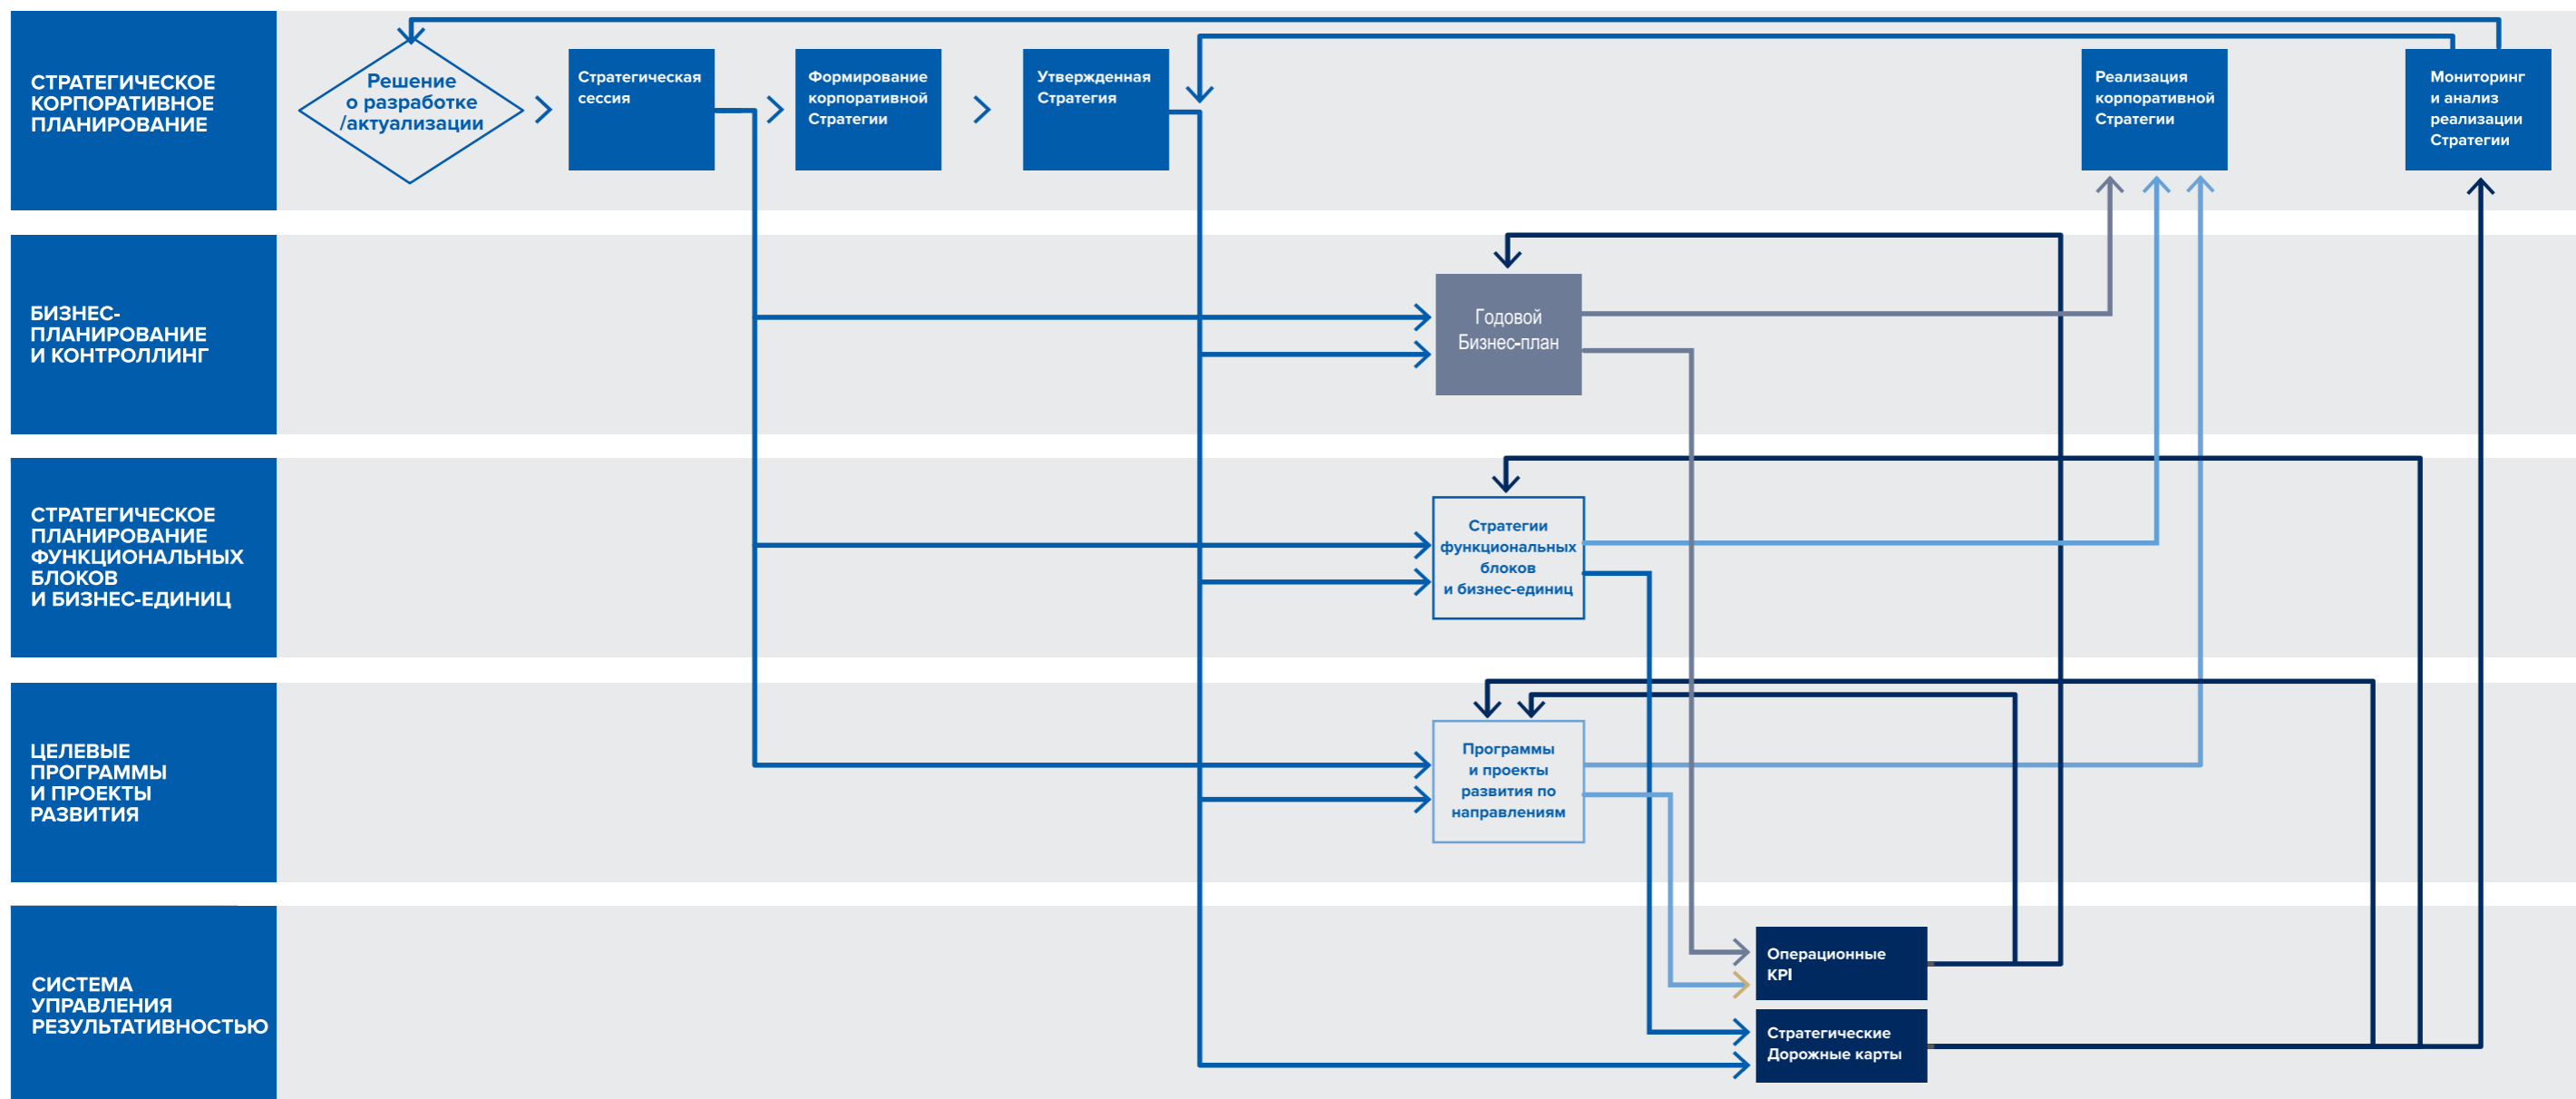 СТРАТЕГИЧЕСКОЕ
КОРПОРАТИВНОЕ
ПЛАНИРОВАНИЕ
Решение
о разработке
/актуализации
Стратегическая
сессия
Формирование
корпоративной
Стратегии
Утвержденная
Стратегия
Реализация
корпоративной
Стратегии
Мониторинг
и анализ
реализации
Стратегии
БИЗНЕС-
ПЛАНИРОВАНИЕ
И КОНТРОЛЛИНГ
Годовой
Бизнес-план
СТРАТЕГИЧЕСКОЕ
ПЛАНИРОВАНИЕ
ФУНКЦИОНАЛЬНЫХ
БЛОКОВ
И БИЗНЕС-ЕДИНИЦ
Стратегии
функциональных
блоков
и бизнес-единиц
ЦЕЛЕВЫЕ
ПРОГРАММЫ
И ПРОЕКТЫ
РАЗВИТИЯ
Программы
и проекты
развития по
направлениям
СИСТЕМА
УПРАВЛЕНИЯ
РЕЗУЛЬТАТИВНОСТЬЮ
Операционные
KPI
Стратегические
Дорожные карты